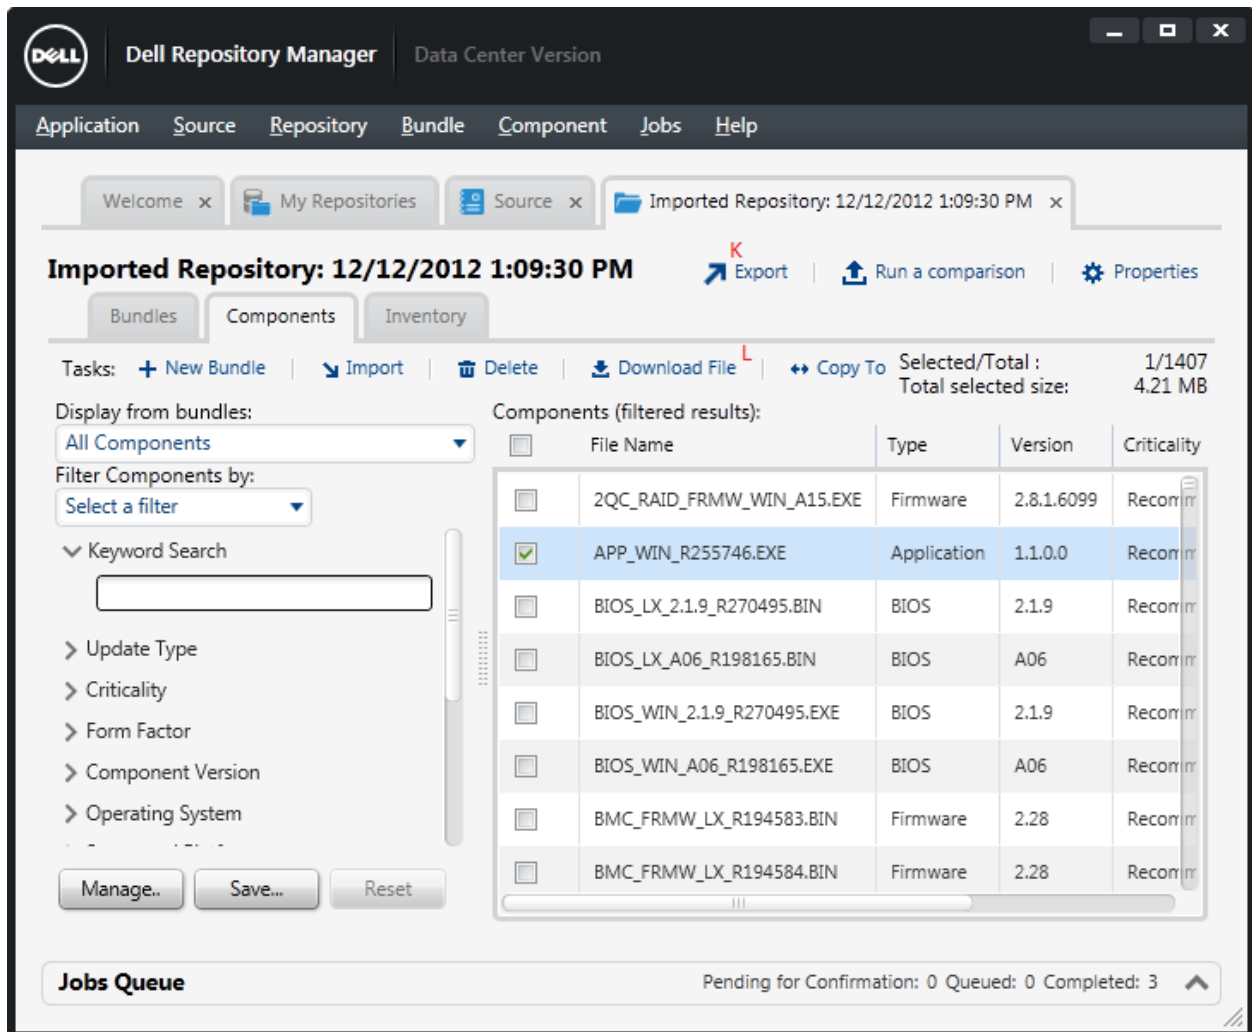 DELL Dell Repository Manager Data Center Version
Application Source Repository Bundle Component Jobs Help
Welcome x My Repositories Source x Imported Repository: 12/12/2012 1:09:30 PM x
K
Imported Repository: 12/12/2012 1:09:30 PM Export Run a comparison Properties
Bundles Components Inventory
L
Tasks: New Bundle Import Delete Download File Copy To Selected/Total : 1/1407
Total selected size: 4.21 MB
Display from bundles: Components (filtered results):
All Components File Name Type Version Criticality
Filter Components by:
Select a filter 2QC_RAID_FRMW_WIN_A15.EXE Firmware 2.8.1.6099 Recomm
Keyword Search APP_WIN_R255746.EXE Application 1.1.0.0 Recomm
BIOS_LX_2.1.9_R270495.BIN BIOS 2.1.9 Recomm
Update Type BIOS_LX_A06_R198165.BIN BIOS A06 Recomm
Criticality
Form Factor BIOS_WIN_2.1.9_R270495.EXE BIOS 2.1.9 Recomm
Component Version BIOS_WIN_A06_R198165.EXE BIOS A06 Recomm
Operating System BMC_FRMW_LX_R194583.BIN Firmware 2.28 Recomm
Manage.. Save... Reset BMC_FRMW_LX_R194584.BIN Firmware 2.28 Recomm
Jobs Queue Pending for Confirmation: 0 Queued: 0 Completed: 3